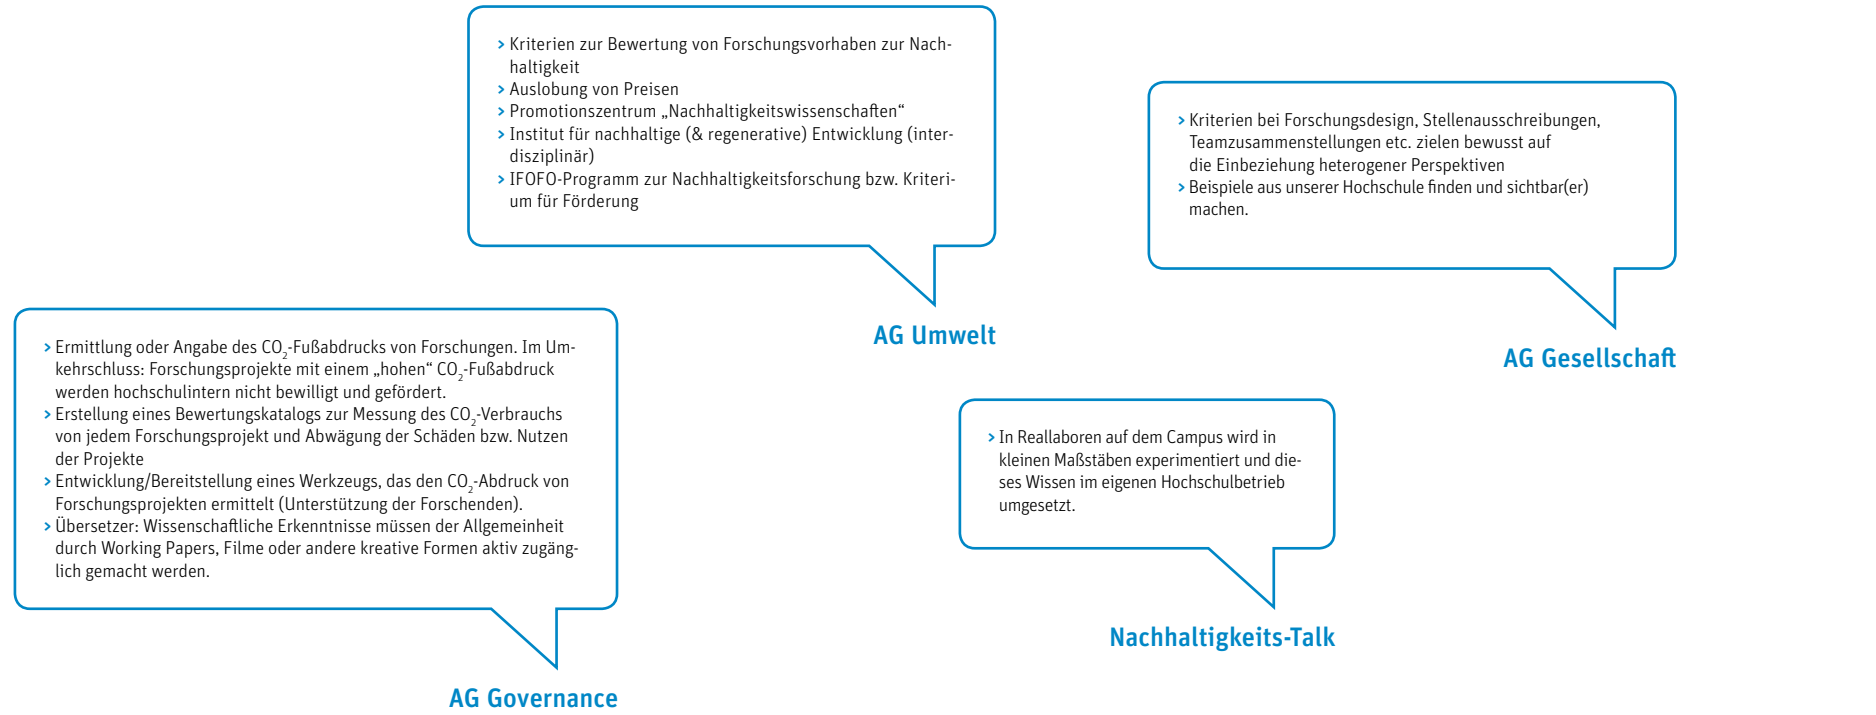 > Kriterien zur Bewertung von Forschungsvorhaben zur Nach-
haltigkeit
> Auslobung von Preisen
> Promotionszentrum „Nachhaltigkeitswissenschaften“
> Institut für nachhaltige (& regenerative) Entwicklung (inter-
disziplinär)
> IFOFO-Programm zur Nachhaltigkeitsforschung bzw. Kriteri-
um für Förderung
AG Umwelt
> Kriterien bei Forschungsdesign, Stellenausschreibungen,
Teamzusammenstellungen etc. zielen bewusst auf
die Einbeziehung heterogener Perspektiven
> Beispiele aus unserer Hochschule finden und sichtbar(er)
machen.
AG Gesellschaft
> Ermittlung oder Angabe des CO₂-Fußabdrucks von Forschungen. Im Um-
kehrschluss: Forschungsprojekte mit einem „hohen“ CO₂-Fußabdruck
werden hochschulintern nicht bewilligt und gefördert.
> Erstellung eines Bewertungskatalogs zur Messung des CO₂-Verbrauchs
von jedem Forschungsprojekt und Abwägung der Schäden bzw. Nutzen
der Projekte
> Entwicklung/Bereitstellung eines Werkzeugs, das den CO₂-Abdruck von
Forschungsprojekten ermittelt (Unterstützung der Forschenden).
> Übersetzer: Wissenschaftliche Erkenntnisse müssen der Allgemeinheit
durch Working Papers, Filme oder andere kreative Formen aktiv zugäng-
lich gemacht werden.
AG Governance
> In Reallaboren auf dem Campus wird in
kleinen Maßstäben experimentiert und die-
ses Wissen im eigenen Hochschulbetrieb
umgesetzt.
Nachhaltigkeits-Talk